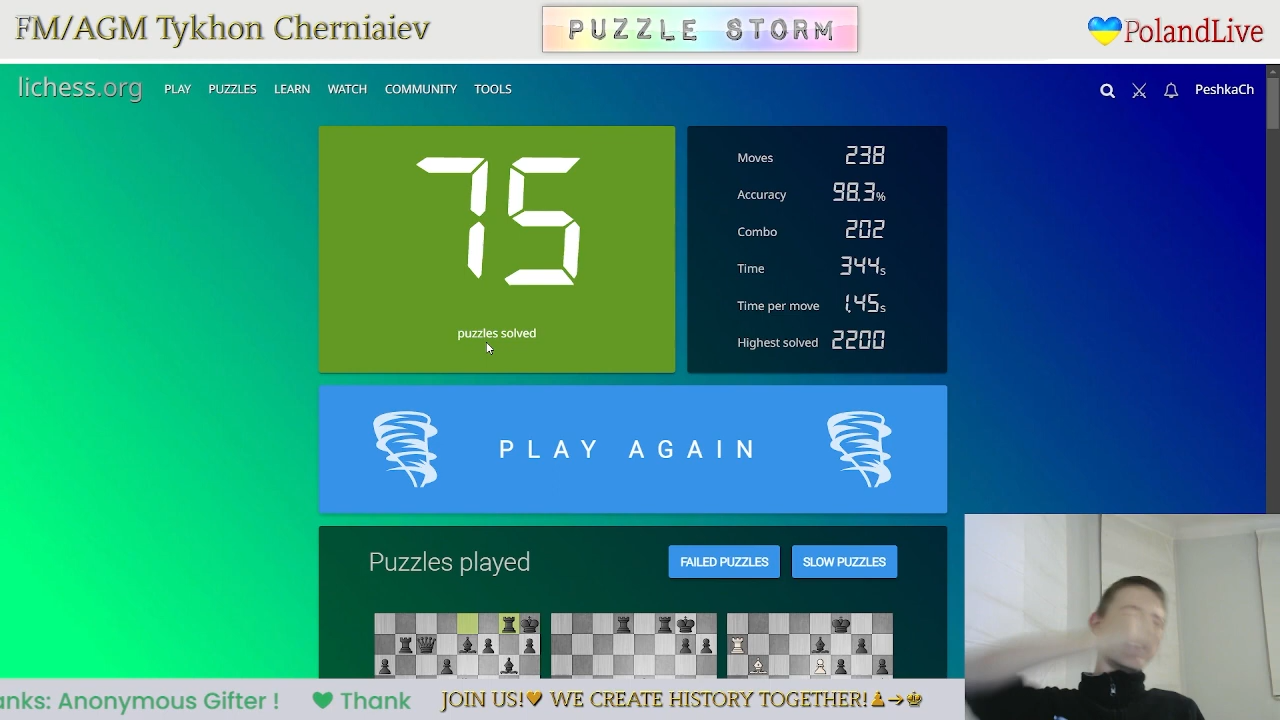 FM/AGM Tykhon Cherniaiev
PUZZLE STORM
PolandLive
lichess.org PLAY PUZZLES LEARN WATCH COMMUNITY TOOLS PeshkaCh
75
puzzles solved
Moves 238
Accuracy 98.3%
Combo 202
Time 344s
Time per move 1.45s
Highest solved 2200
PLAY AGAIN
Puzzles played
FAILED PUZZLES SLOW PUZZLES
anks: Anonymous Gifter ! Thank
JOIN US! WE CREATE HISTORY TOGETHER!